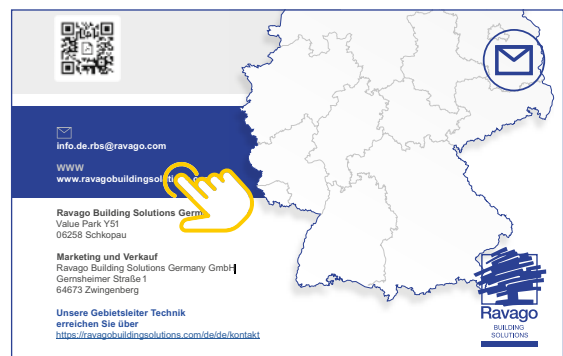 info.de.rbs@ravago.com
WWW
Ravago Building Solutions
Value Park Y51
06258 Schkopau
Marketing und Verkauf
Ravago Building Solutions Germany GmbH
Gernsheimer Straße 1
64673 Zwingenberg
Unsere Gebietsleiter Technik
erreichen Sie über
https://ravagobuildingsolutions.com/de/de/kontakt
Ravago
BUILDING
SOLUTIONS